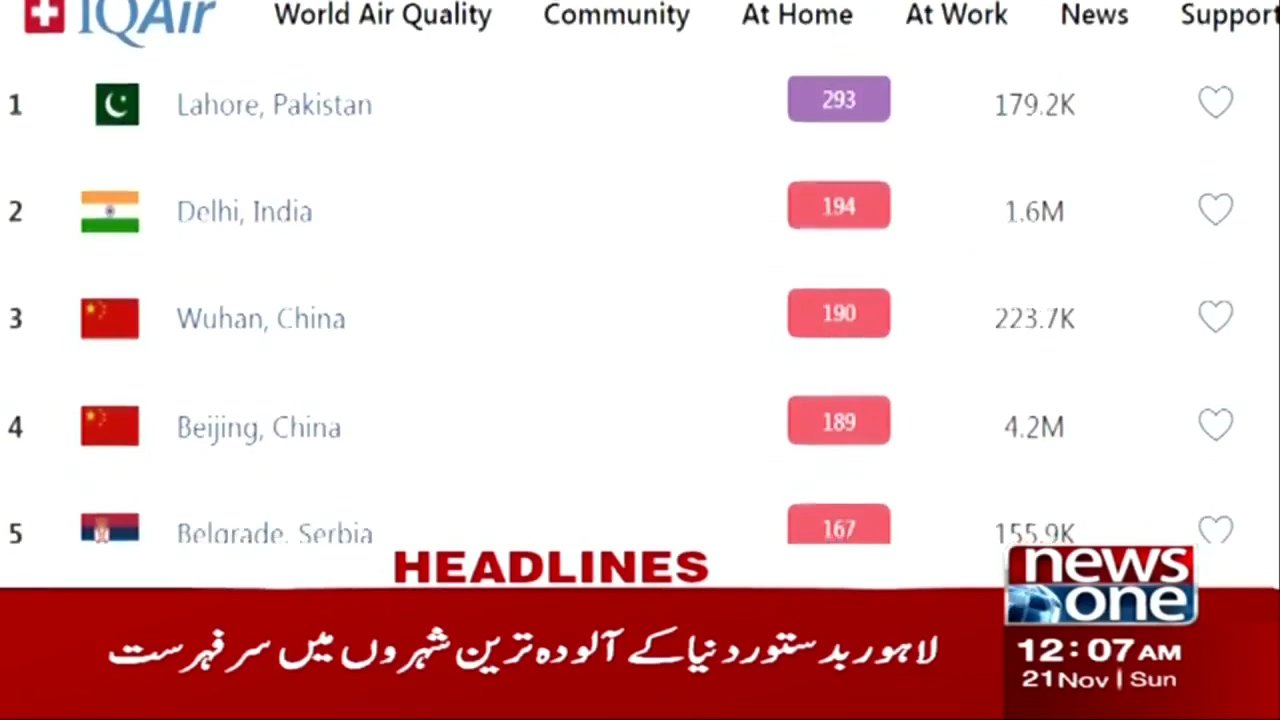 IQAir World Air Quality Community At Home At Work News Support
1 Lahore, Pakistan 293 179.2K
2 Delhi, India 194 1.6M
3 Wuhan, China 190 223.7K
4 Beijing, China 189 4.2M
5 Belgrade, Serbia 167 155.9K
HEADLINES
news
one
لاہور بدستور دنیا کے آلودہ ترین شہروں میں سر فہرست
12:07 AM
21 Nov | Sun